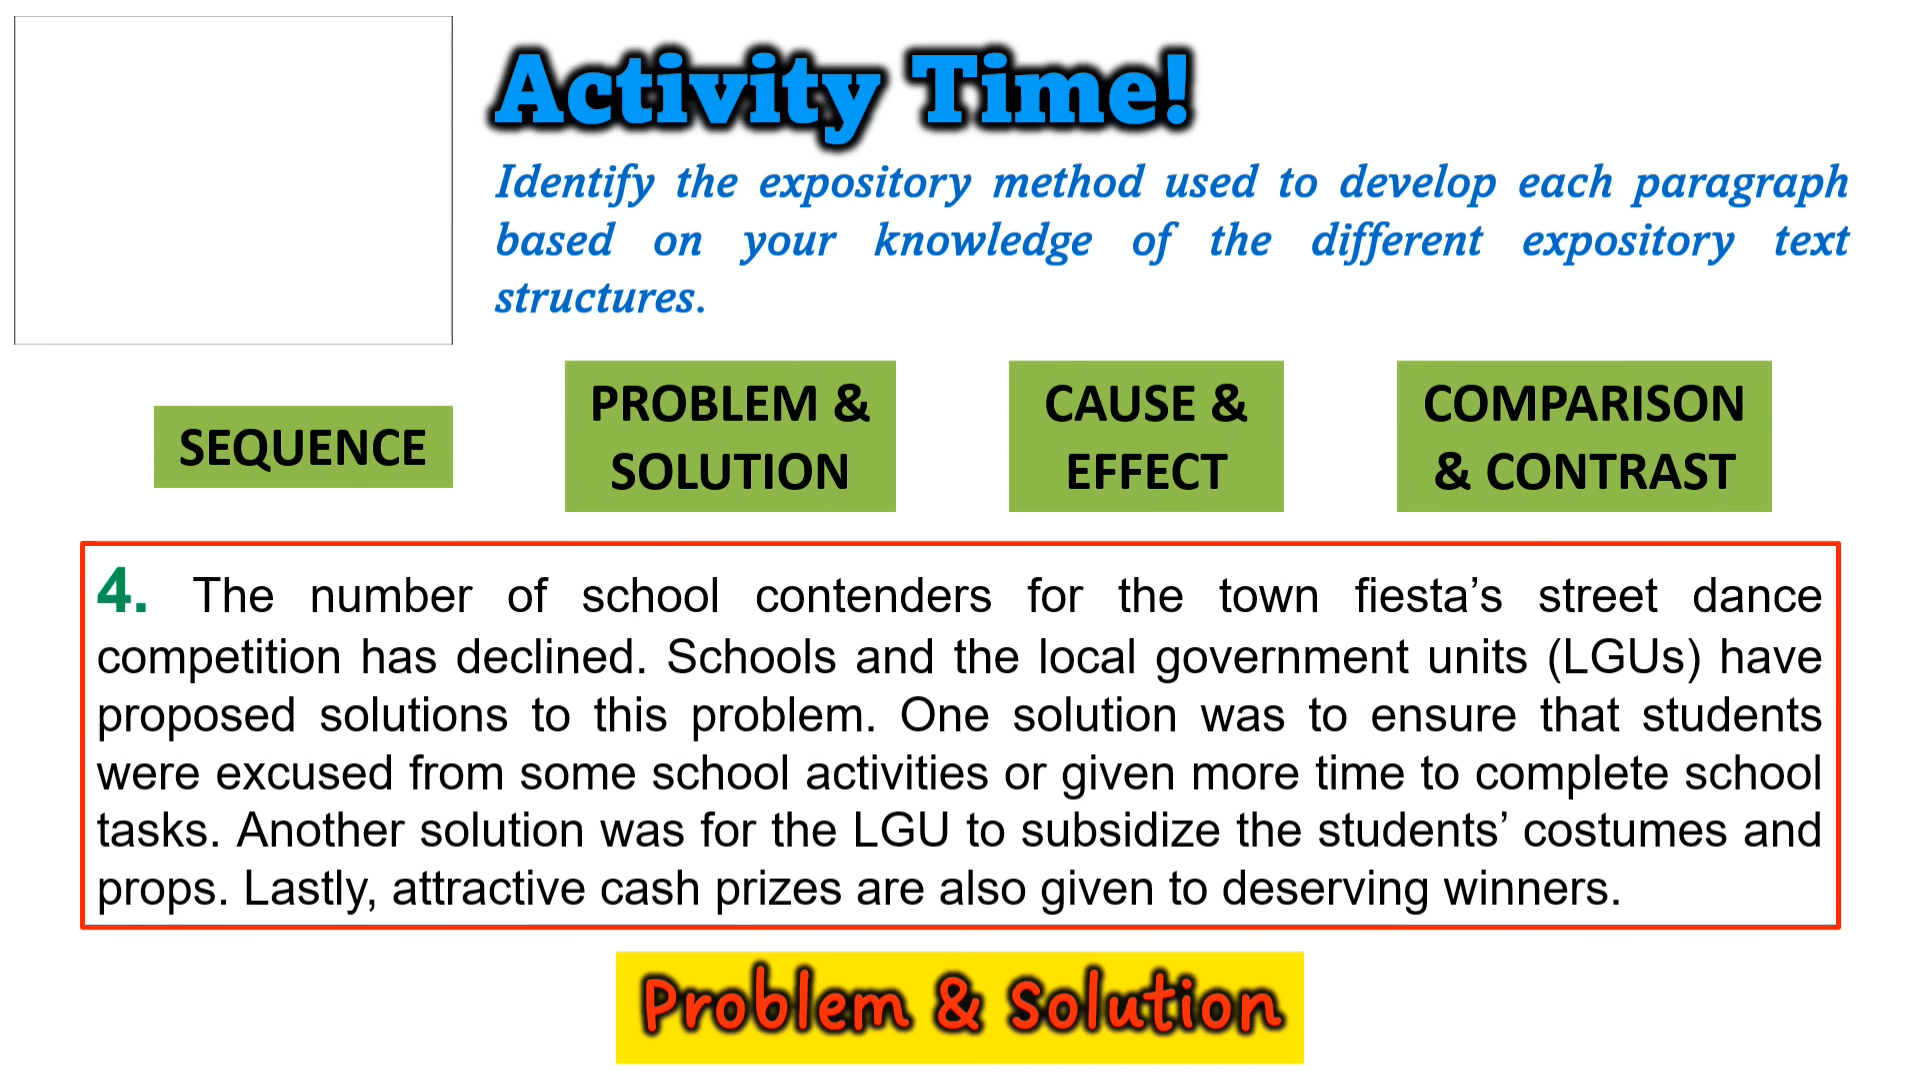 Activity Time!
Identify the expository method used to develop each paragraph
based on your knowledge of the different expository text
structures.
SEQUENCE
PROBLEM &
SOLUTION
CAUSE &
EFFECT
COMPARISON
& CONTRAST
4. The number of school contenders for the town fiesta’s street dance
competition has declined. Schools and the local government units (LGUs) have
proposed solutions to this problem. One solution was to ensure that students
were excused from some school activities or given more time to complete school
tasks. Another solution was for the LGU to subsidize the students’ costumes and
props. Lastly, attractive cash prizes are also given to deserving winners.
Problem & Solution